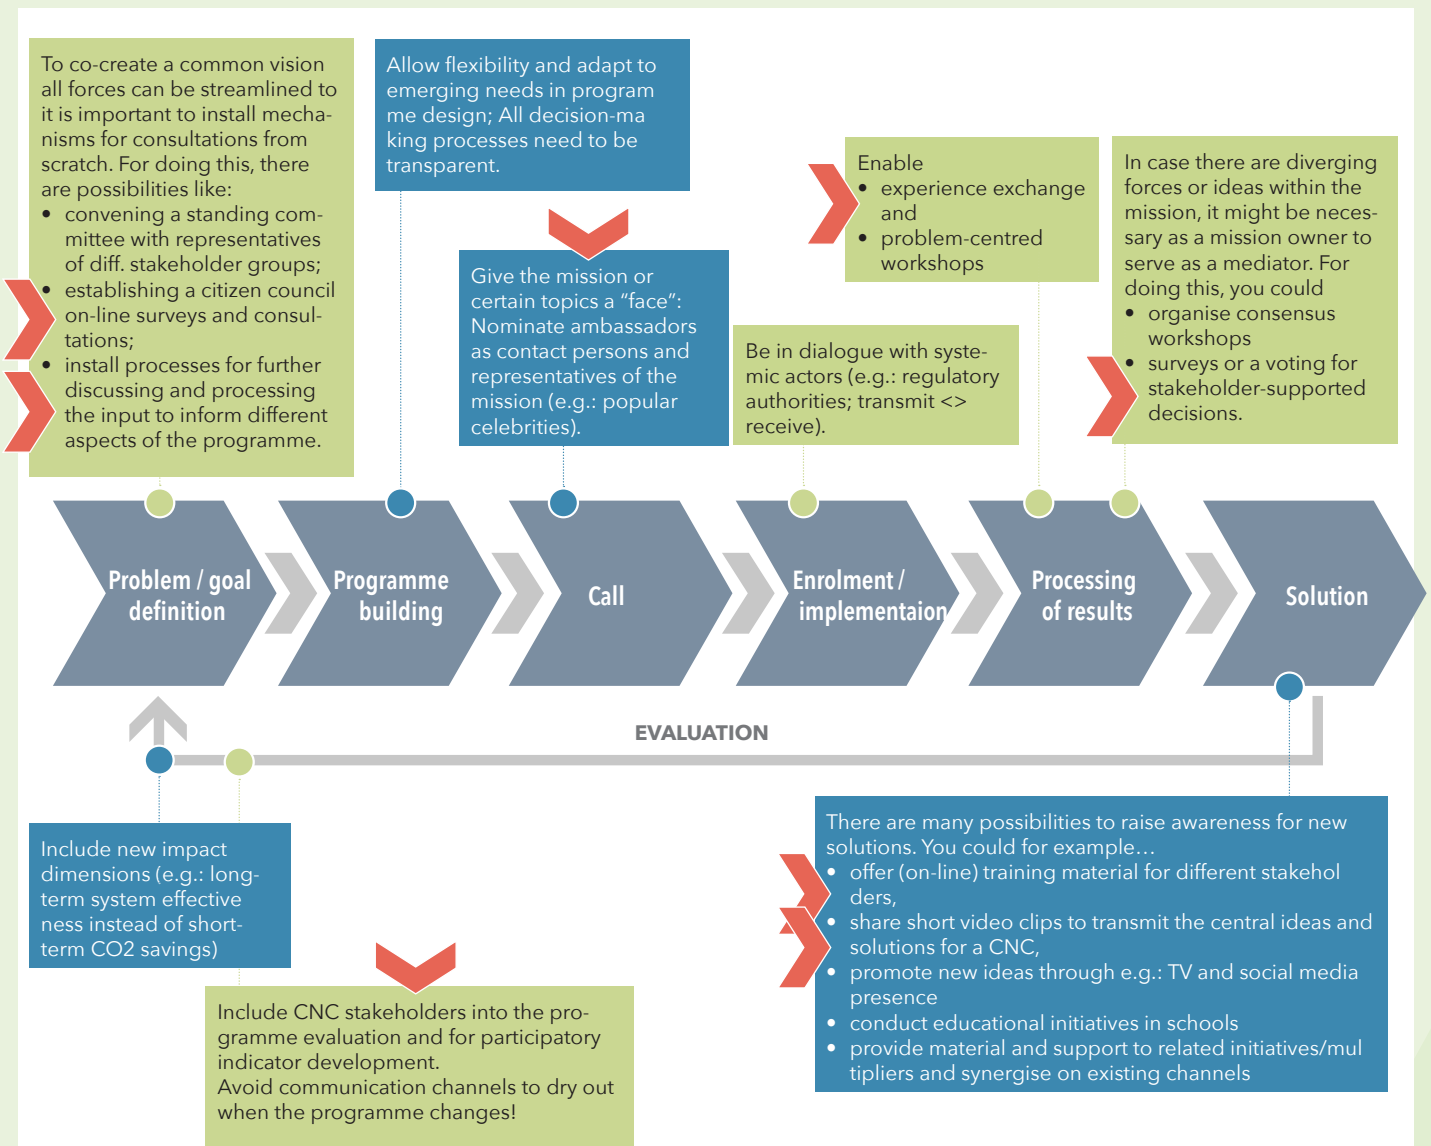 To co-create a common vision
all forces can be streamlined to
it is important to install mecha-
nisms for consultations from
scratch. For doing this, there
are possibilities like:
• convening a standing com-
mittee with representatives
of diff. stakeholder groups;
• establishing a citizen council
on-line surveys and consul-
tations;
• install processes for further
discussing and processing
the input to inform different
aspects of the programme.
Allow flexibility and adapt to
emerging needs in program
me design; All decision-ma
king processes need to be
transparent.
Give the mission or
certain topics a “face”:
Nominate ambassadors
as contact persons and
representatives of the
mission (e.g.: popular
celebrities).
Be in dialogue with syste-
mic actors (e.g.: regulatory
authorities; transmit <>
receive).
Enable
• experience exchange
and
• problem-centred
workshops
In case there are diverging
forces or ideas within the
mission, it might be neces-
sary as a mission owner to
serve as a mediator. For
doing this, you could
• organise consensus
workshops
• surveys or a voting for
stakeholder-supported
decisions.
Problem / goal
definition
Programme
building
Call
Enrolment /
implementaion
Processing
of results
Solution
EVALUATION
Include new impact
dimensions (e.g.: long-
term system effective
ness instead of short-
term CO2 savings)
Include CNC stakeholders into the pro-
gramme evaluation and for participatory
indicator development.
Avoid communication channels to dry out
when the programme changes!
There are many possibilities to raise awareness for new
solutions. You could for example…
• offer (on-line) training material for different stakehol
ders,
• share short video clips to transmit the central ideas and
solutions for a CNC,
• promote new ideas through e.g.: TV and social media
presence
• conduct educational initiatives in schools
• provide material and support to related initiatives/mul
tipliers and synergise on existing channels